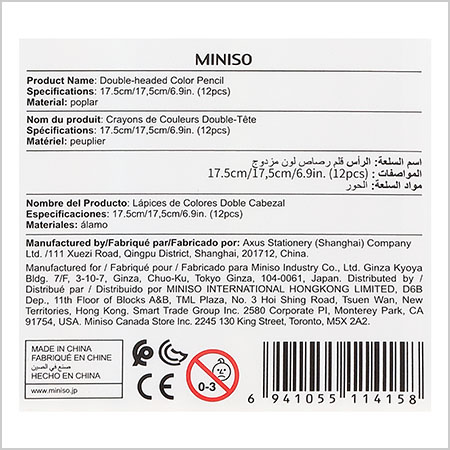 MINISO
Product Name: Double-headed Color Pencil
Specifications: 17.5cm/17,5cm/6.9in. (12pcs)
Material: poplar
Nom du produit: Crayons de Couleurs Double-Tête
Spécifications: 17.5cm/17,5cm/6.9in. (12pcs)
Matériel: peuplier
اسم السلعة: الرأس قلم رصاص لون مزدوج
المواصفات: 17.5cm/17,5cm/6.9in. (12pcs)
مواد السلعة: الحور
Nombre del Producto: Lápices de Colores Doble Cabezal
Especificaciones: 17.5cm/17,5cm/6.9in. (12pcs)
Materiales: álamo
Manufactured by/Fabriqué par/Fabricado por: Axus Stationery (Shanghai) Company
Ltd. /111 Xuezi Road, Qingpu District, Shanghai, 201712, China.
Manufactured for / Fabriqué pour / Fabricado para Miniso Industry Co., Ltd. Ginza Kyoya
Bldg. 7/F, 3-10-7, Ginza, Chuo-Ku, Tokyo Ginza, 104-0061, Japan. Distributed by /
Distribué par / Distribuido por MINISO INTERNATIONAL HONGKONG LIMITED, D6B
Dep., 11th Floor of Blocks A&B, TML Plaza, No. 3 Hoi Shing Road, Tsuen Wan, New
Territories, Hong Kong. Smart Trade Group Inc. 2580 Corporate Pl, Monterey Park, CA
91754, USA. Miniso Canada Store Inc. 2245 130 King Street, Toronto, M5X 2A2.
MADE IN CHINA
FABRIQUÉ EN CHINE
صنع في الصين
HECHO EN CHINA
www.miniso.jp
CE
0-3
6 941055 114158